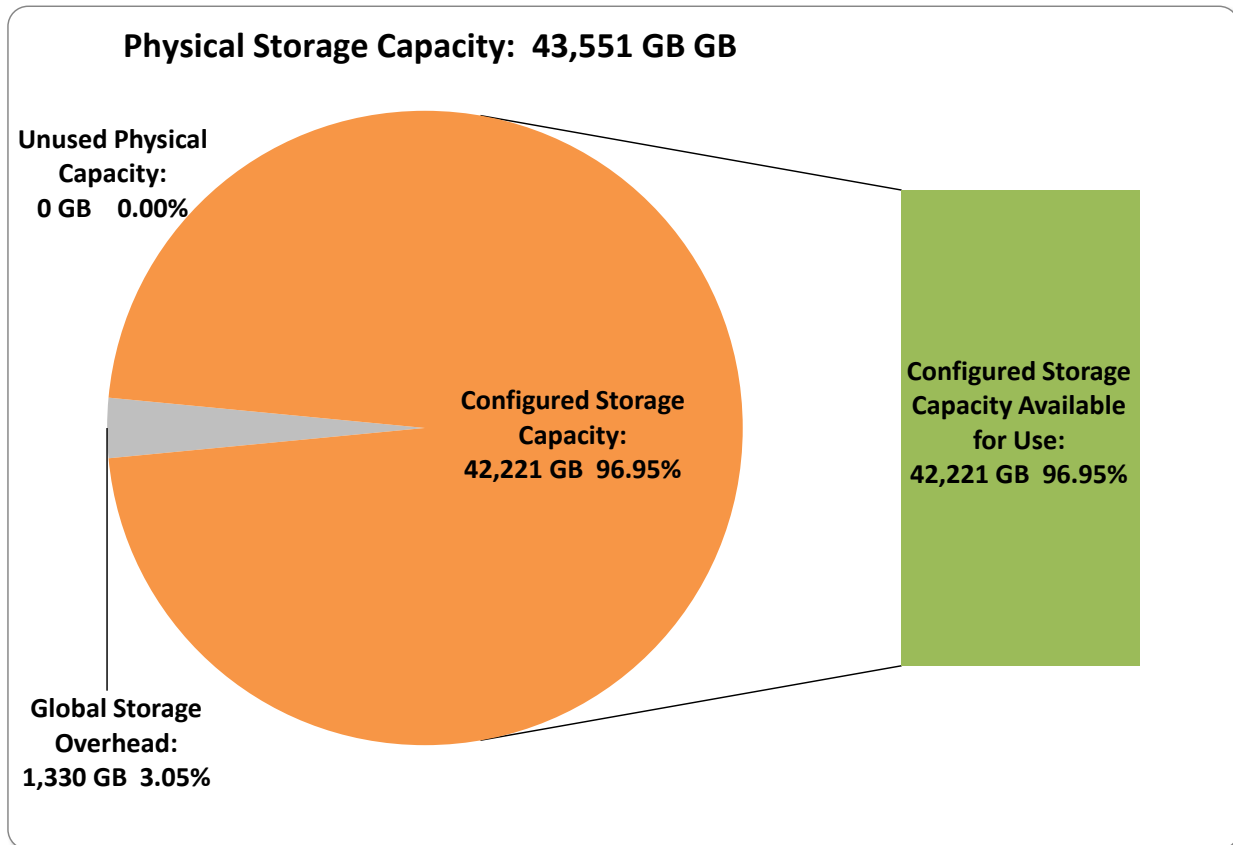 Physical Storage Capacity: 43,551 GB GB
Unused Physical
Capacity:
0 GB 0.00%
Configured Storage
Capacity:
42,221 GB 96.95%
Configured Storage
Capacity Available
for Use:
42,221 GB 96.95%
Global Storage
Overhead:
1,330 GB 3.05%